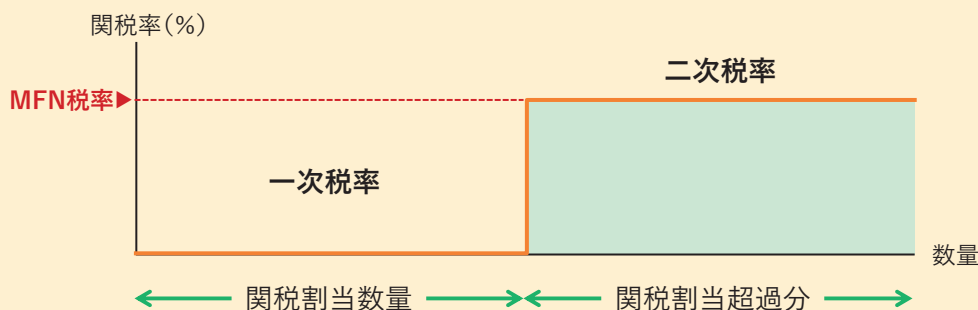 関税率(%)
二次税率
MFN税率▶
一次税率
数量
関税割当数量
関税割当超過分